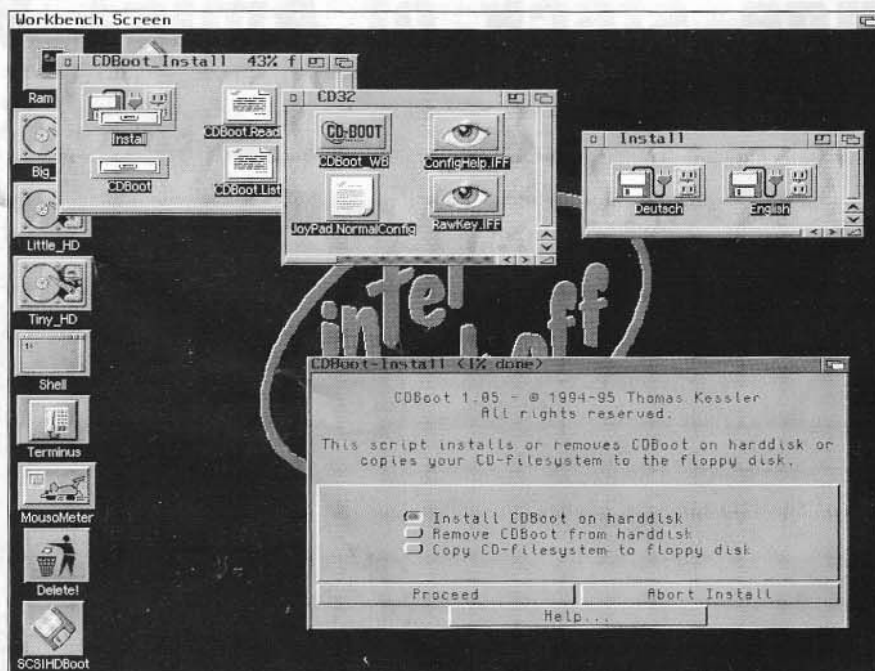 Workbench Screen
CDBoot_Install 43% f
CD32
Install
Ram
Install
CDBoot.Read
CD-BOOT
CDBoot_WB
ConfigHelp.IFF
Big_
CDBoot
CDBoot.List
Deutsch
English
JoyPad.NormalConfig
RawKey.IFF
Little_HD
Tiny_HD
Shell
Terminus
MousoMeter
Delete!
SCSIHDBoot
intel
off
CDBoot-Install (1% done)
CDBoot 1.05 - © 1994-95 Thomas Kessler
All rights reserved.
This script installs or removes CDBoot on harddisk or
copies your CD-filesystem to the floppy disk.
Install CDBoot on harddisk
Remove CDBoot from harddisk
Copy CD-filesystem to floppy disk
Proceed
Abort Install
Help...